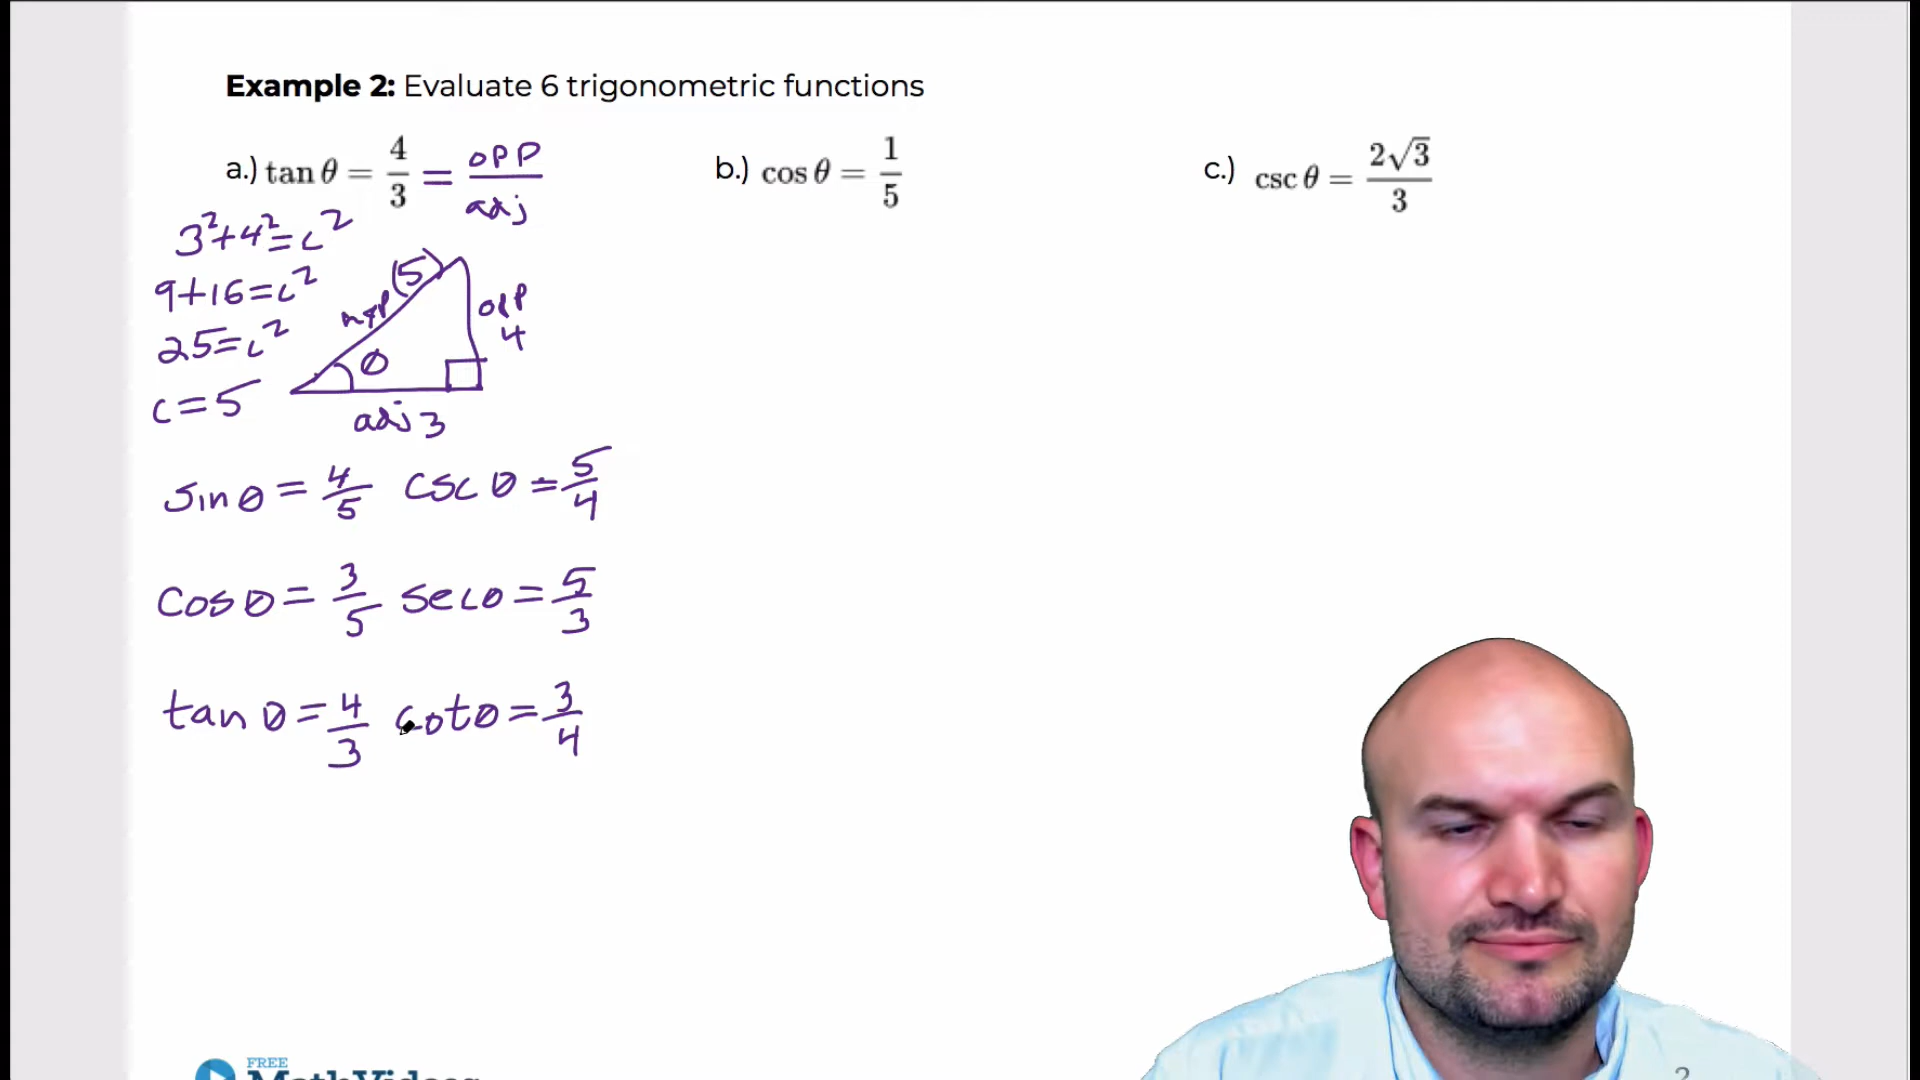 Example 2: Evaluate 6 trigonometric functions
a.) tan θ = 4/3 = opp/adj
b.) cos θ = 1/5
c.) csc θ = 2√3/3
3²+4²=c²
9+16=c²
25=c²
c=5
hyp (5)
opp
4
θ
adj 3
sin θ = 4/5 csc θ = 5/4
cos θ = 3/5 sec θ = 5/3
tan θ = 4/3 cot θ = 3/4
FREE